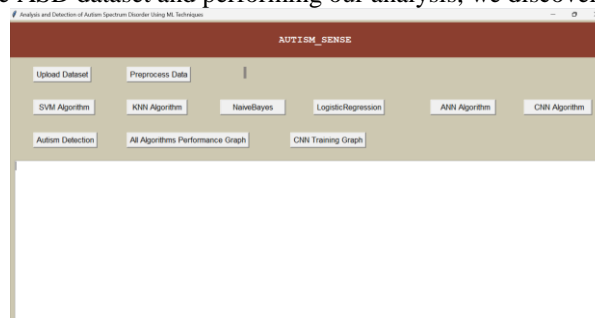 ASD dataset and performing our analysis, we discover
Analysis and Detection of Autism Spectrum Disorder Using ML Techniques
AUTISM_SENSE
Upload Dataset Preprocess Data
SVM Algorithm KNN Algorithm NaiveBayes LogisticRegression ANN Algorithm CNN Algorithm
Autism Detection All Algorithms Performance Graph CNN Training Graph